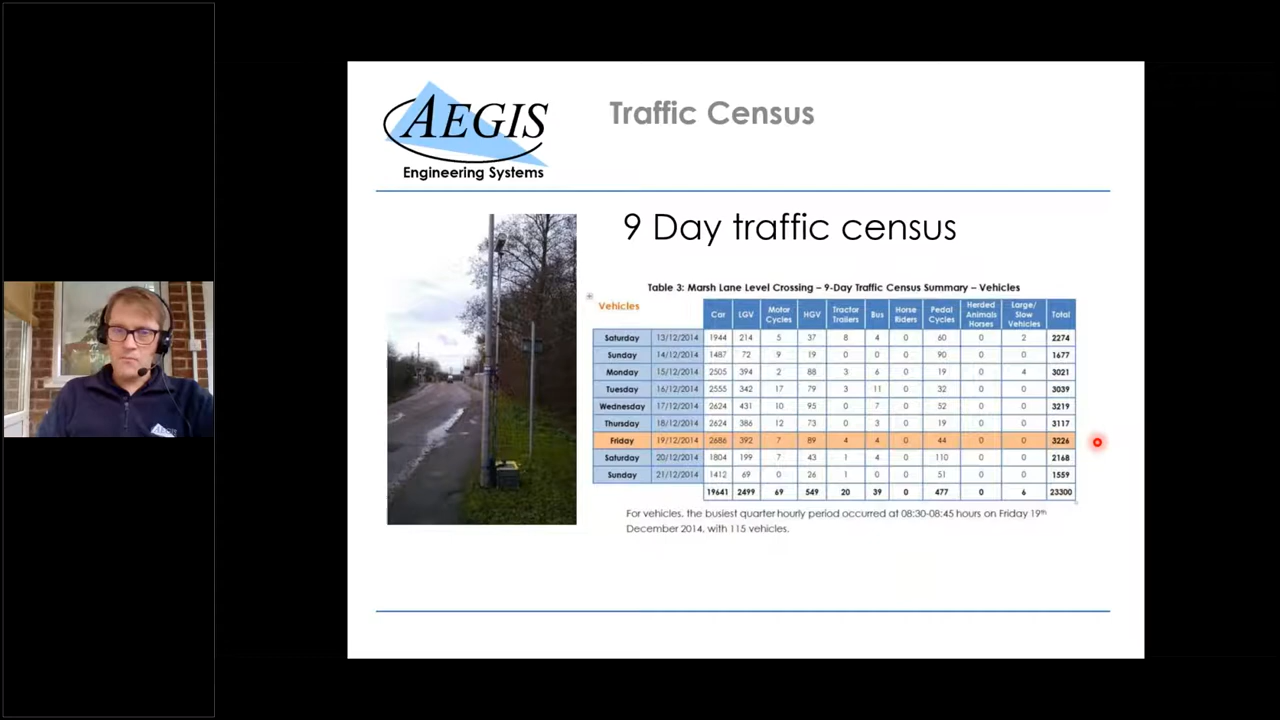 AEGIS
Engineering Systems
Traffic Census
9 Day traffic census
Table 3: Marsh Lane Level Crossing – 9-Day Traffic Census Summary – Vehicles
Vehicles Car LGV Motor Cycles HGV Tractor Trailers Bus Horse Riders Pedal Cycles Herded Animals Horses Large/ Slow Vehicles Total
Saturday 13/12/2014 1944 214 5 37 8 4 0 60 0 2 2274
Sunday 14/12/2014 1487 72 9 19 0 0 0 90 0 0 1677
Monday 15/12/2014 2505 394 2 88 3 6 0 19 0 4 3021
Tuesday 16/12/2014 2555 342 17 79 3 11 0 32 0 0 3039
Wednesday 17/12/2014 2624 431 10 95 0 7 0 52 0 0 3219
Thursday 18/12/2014 2624 386 12 73 0 3 0 19 0 0 3117
Friday 19/12/2014 2686 392 7 89 4 4 0 44 0 0 3226
Saturday 20/12/2014 1804 199 7 43 1 4 0 110 0 0 2168
Sunday 21/12/2014 1412 69 0 26 1 0 0 51 0 0 1559
19641 2499 69 549 20 39 0 477 0 6 23300
For vehicles, the busiest quarter hourly period occurred at 08:30-08:45 hours on Friday 19th
December 2014, with 115 vehicles.